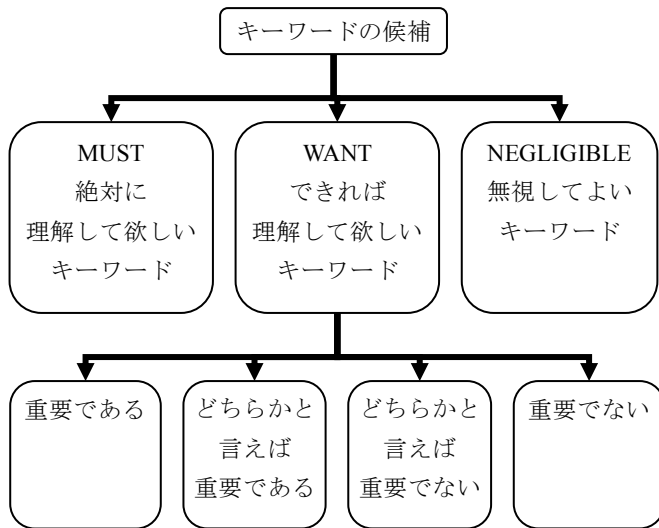 キーワードの候補
MUST
絶対に
理解して欲しい
キーワード
WANT
できれば
理解して欲しい
キーワード
NEGLIGIBLE
無視してよい
キーワード
重要である
どちらかと
言えば
重要である
どちらかと
言えば
重要でない
重要でない